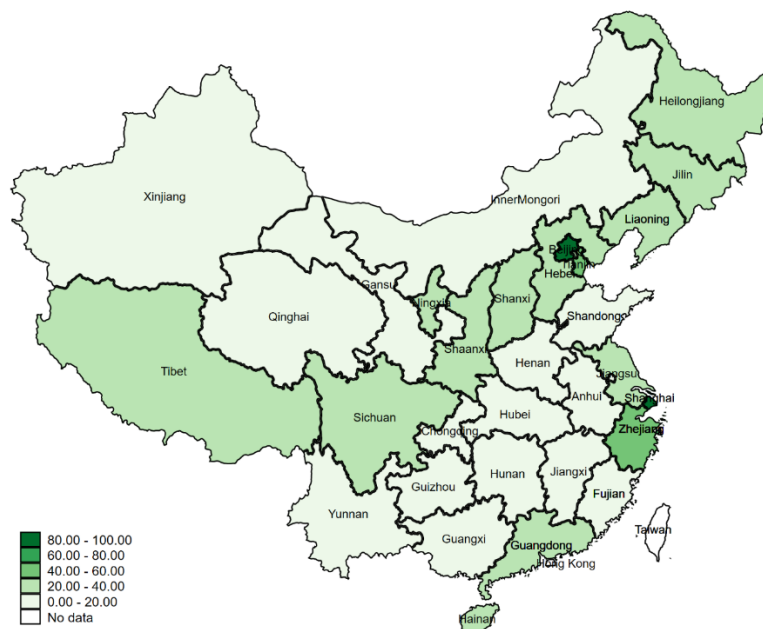 Heilongjiang
Jilin
Xinjiang
InnerMongori
Liaoning
Beijin
Tianjin
Hebei
Gansu
Ningxia
Shanxi
Qinghai
Shandong
Shaanxi
Henan
Jiangsu
Tibet
Anhui
Shanghai
Sichuan
Hubei
Zhejiang
Chongqing
Hunan
Jiangxi
Guizhou
Fujian
Yunnan
Taiwan
Guangxi
Guangdong
Hong Kong
Hainan
80.00 - 100.00
60.00 - 80.00
40.00 - 60.00
20.00 - 40.00
0.00 - 20.00
No data